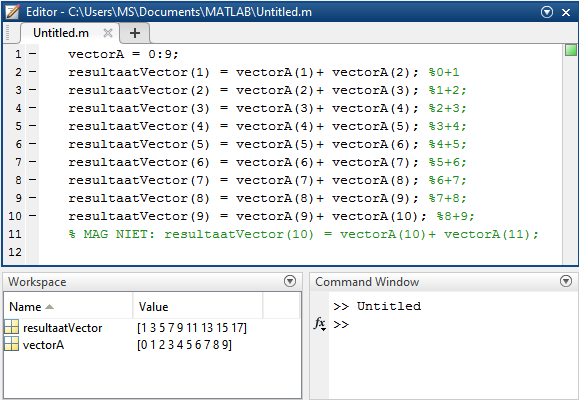 Editor - C:\Users\MS\Documents\MATLAB\Untitled.m
Untitled.m
1 – vectorA = 0:9;
2 – resultaatVector(1) = vectorA(1)+ vectorA(2); %0+1
3 – resultaatVector(2) = vectorA(2)+ vectorA(3); %1+2;
4 – resultaatVector(3) = vectorA(3)+ vectorA(4); %2+3;
5 – resultaatVector(4) = vectorA(4)+ vectorA(5); %3+4;
6 – resultaatVector(5) = vectorA(5)+ vectorA(6); %4+5;
7 – resultaatVector(6) = vectorA(6)+ vectorA(7); %5+6;
8 – resultaatVector(7) = vectorA(7)+ vectorA(8); %6+7;
9 – resultaatVector(8) = vectorA(8)+ vectorA(9); %7+8;
10 – resultaatVector(9) = vectorA(9)+ vectorA(10); %8+9;
11 % MAG NIET: resultaatVector(10) = vectorA(10)+ vectorA(11);
12
Workspace
Name Value
resultaatVector [1 3 5 7 9 11 13 15 17]
vectorA [0 1 2 3 4 5 6 7 8 9]
Command Window
>> Untitled
fx >>